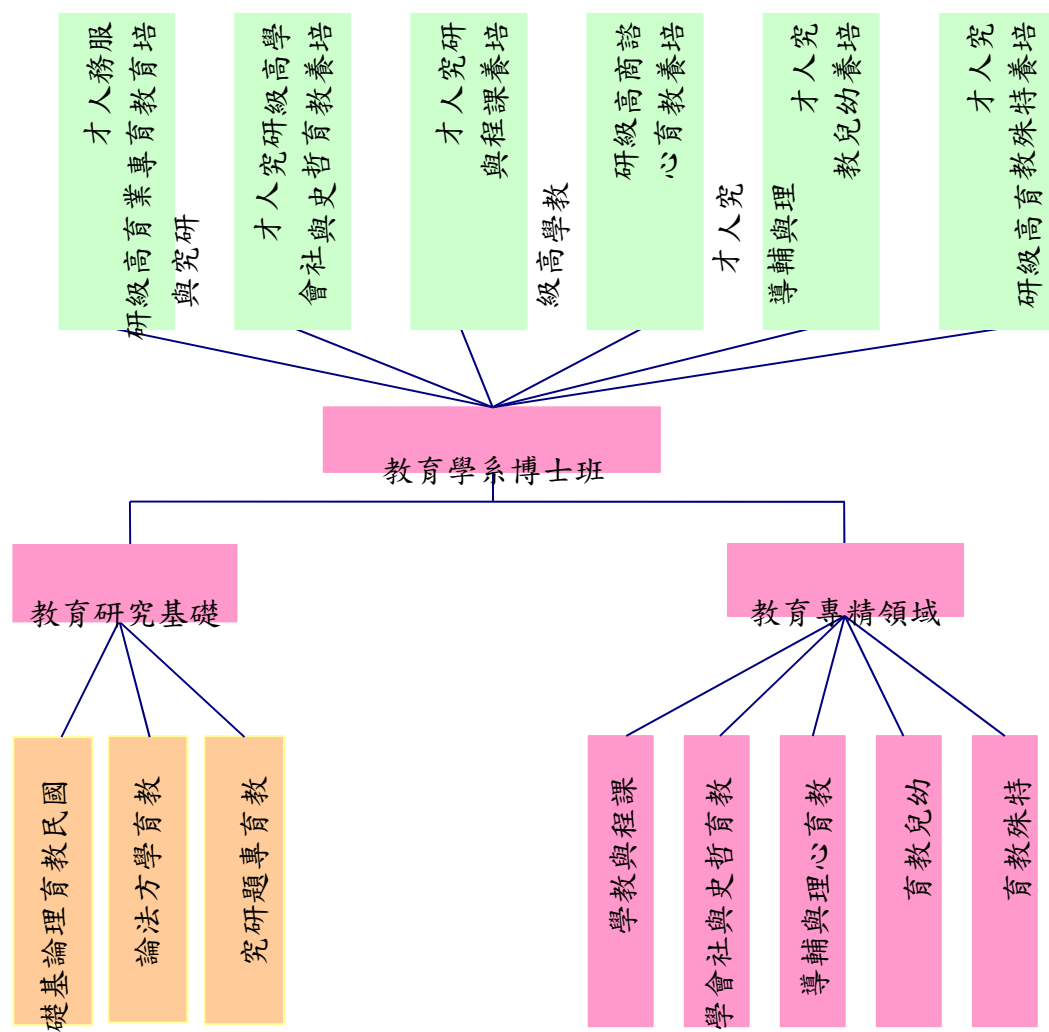 培育教育專業育高級研
研究與
服務人才
培養教育哲史與社會
學高級研究人才
培養課程與
教學高級
研究人才
培養教育心
理與輔導
諮商高級研
究人才
培養幼兒教
究人才
培養特殊教育高級研
究人才
教育學系博士班
教育研究基礎
教育專精領域
國民教育理論基礎
教育學方法論
教育專題研究
課程與教學
教育哲史與社會學
教育心理與輔導
幼兒教育
特殊教育